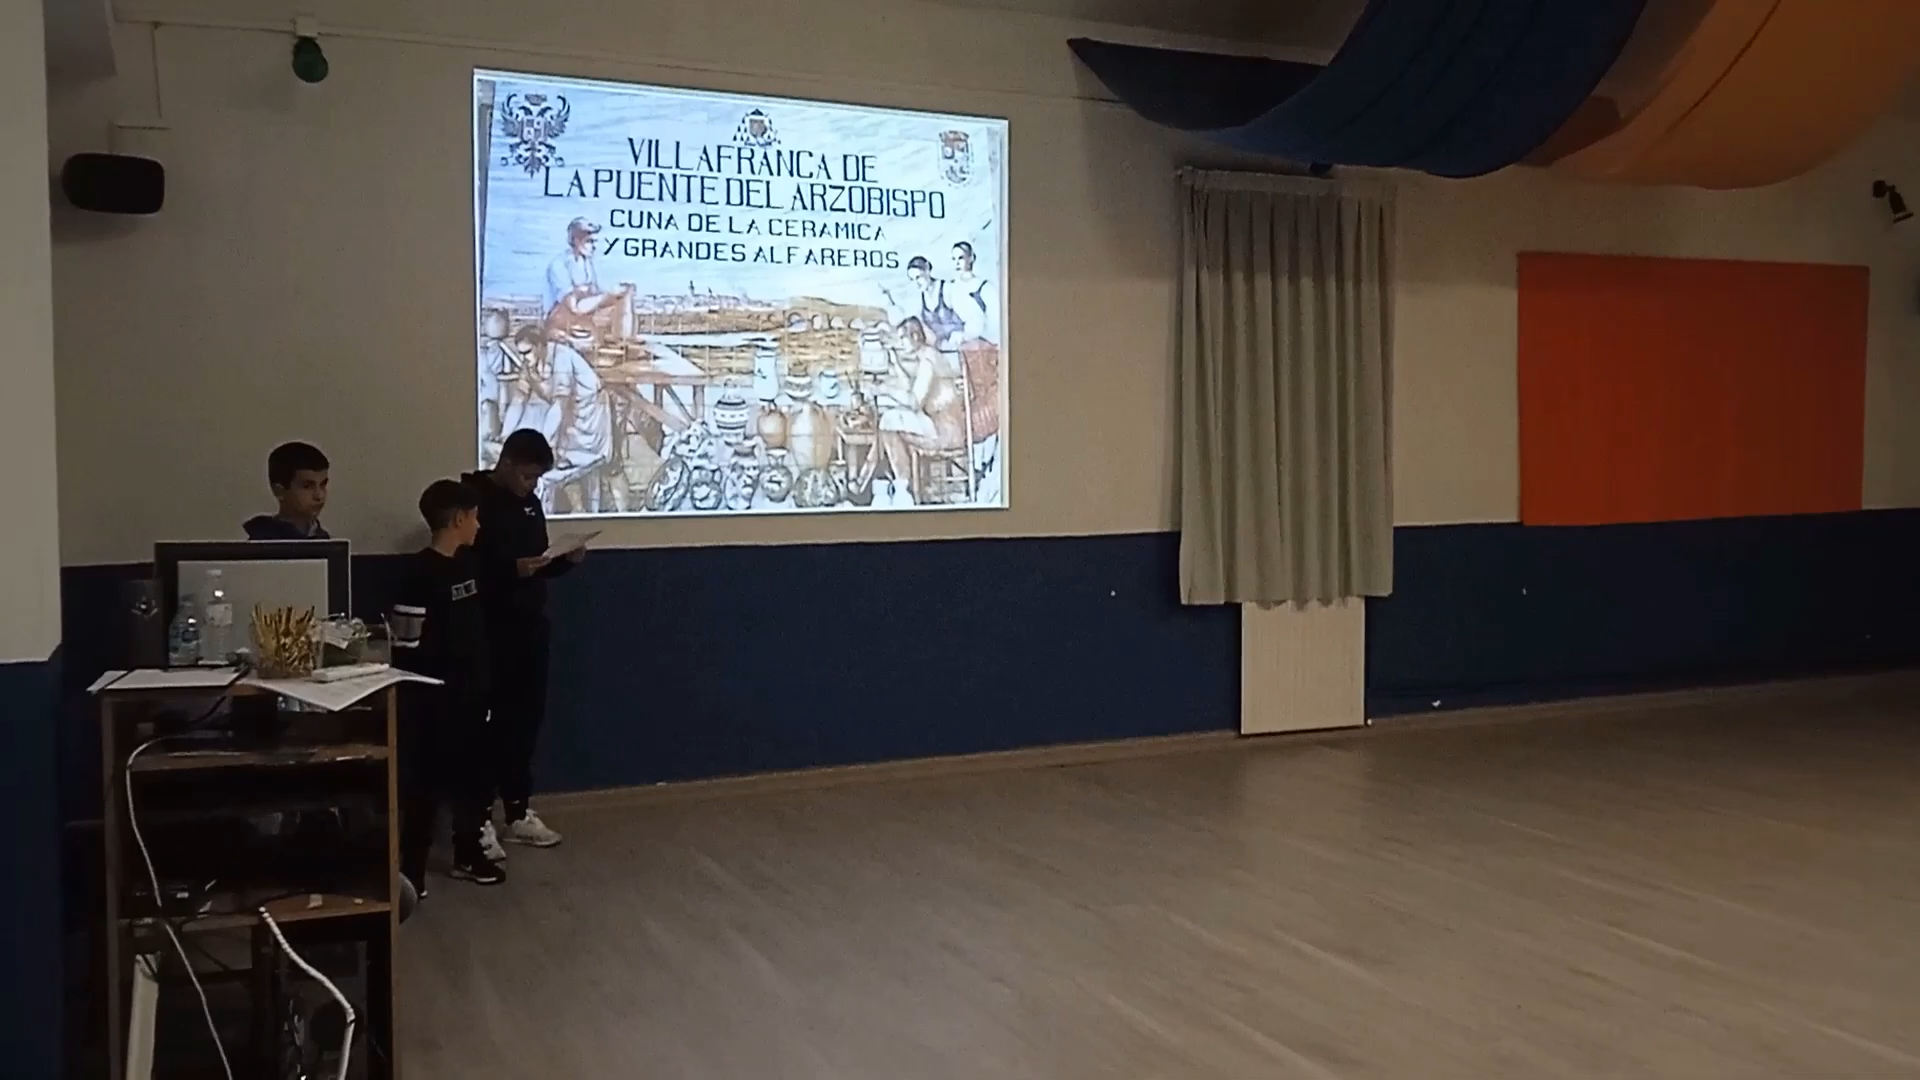 VILLAFRANCA DE
LA PUENTE DEL ARZOBISPO
CUNA DE LA CERAMICA
Y GRANDES ALFAREROS